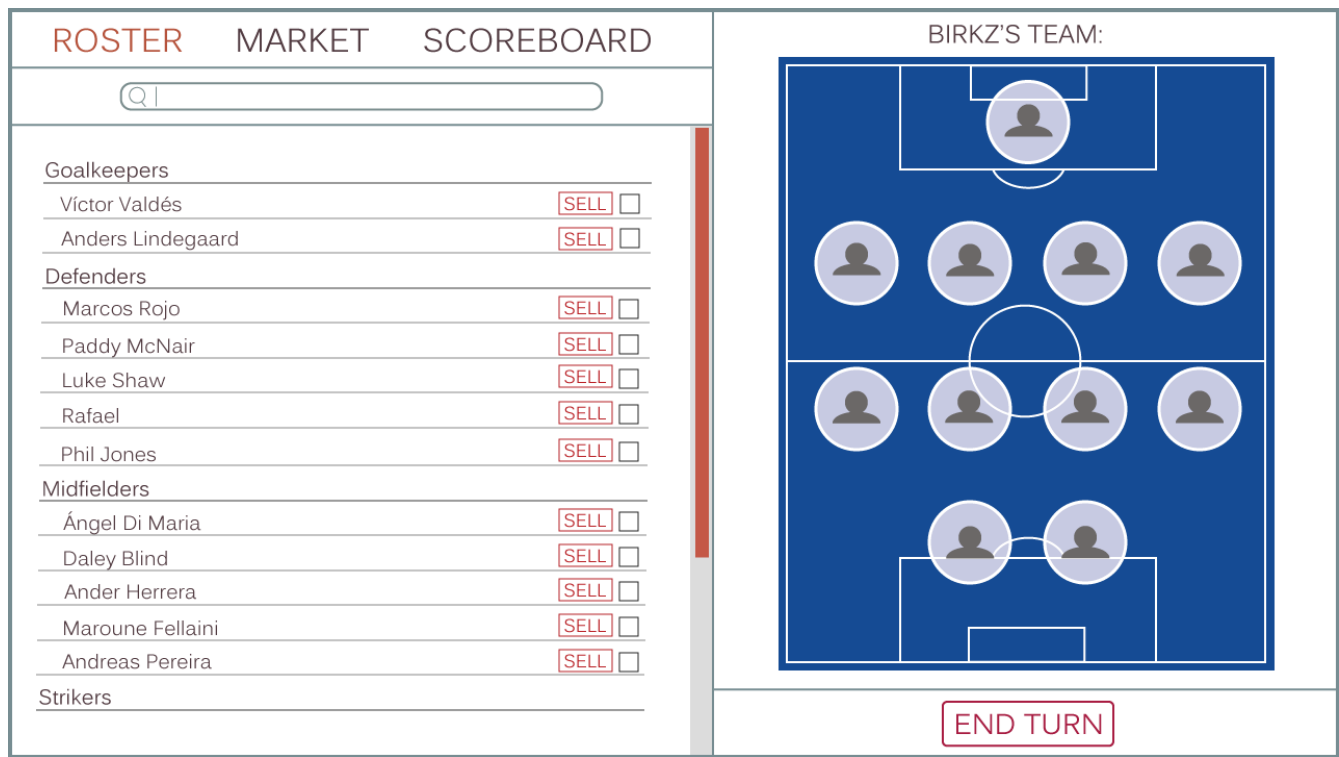 ROSTER MARKET SCOREBOARD
Goalkeepers
Víctor Valdés SELL
Anders Lindegaard SELL
Defenders
Marcos Rojo SELL
Paddy McNair SELL
Luke Shaw SELL
Rafael SELL
Phil Jones SELL
Midfielders
Ángel Di Maria SELL
Daley Blind SELL
Ander Herrera SELL
Maroune Fellaini SELL
Andreas Pereira SELL
Strikers
BIRKZ'S TEAM:
END TURN